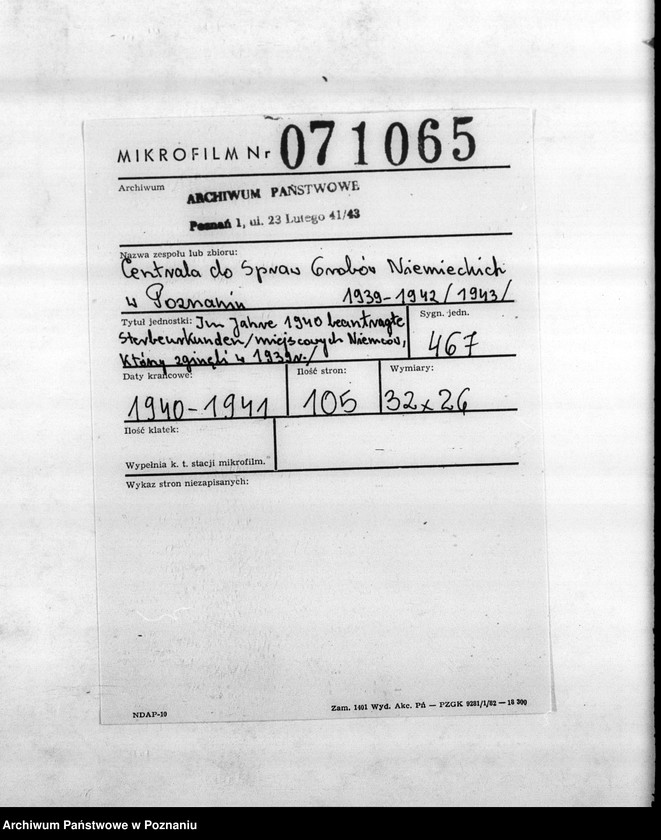 MIKROFILM Nr 071065
Archiwum
ARCHIWUM PAŃSTWOWE
Poznań 1, ul. 23 Lutego 41/43
Nazwa zespołu lub zbioru:
Centrala do Spraw Grobów Niemieckich
w Poznaniu 1939-1942/1943/
Tytuł jednostki: Im Jahre 1940 beantragte
Sterbeurkunden/miejscowych Niemców,
którzy zginęli w 1939r./
Sygn. jedn.
467
Daty krańcowe:
1940-1941
Ilość stron:
105
Wymiary:
32x26
Ilość klatek:
Wypełnia k. t. stacji mikrofilm.
Wykaz stron niezapisanych:
NDAP-10
Zam. 1401 Wyd. Akc. Pń — PZGK 9281/1/82 — 18 300
Archiwum Państwowe w Poznaniu